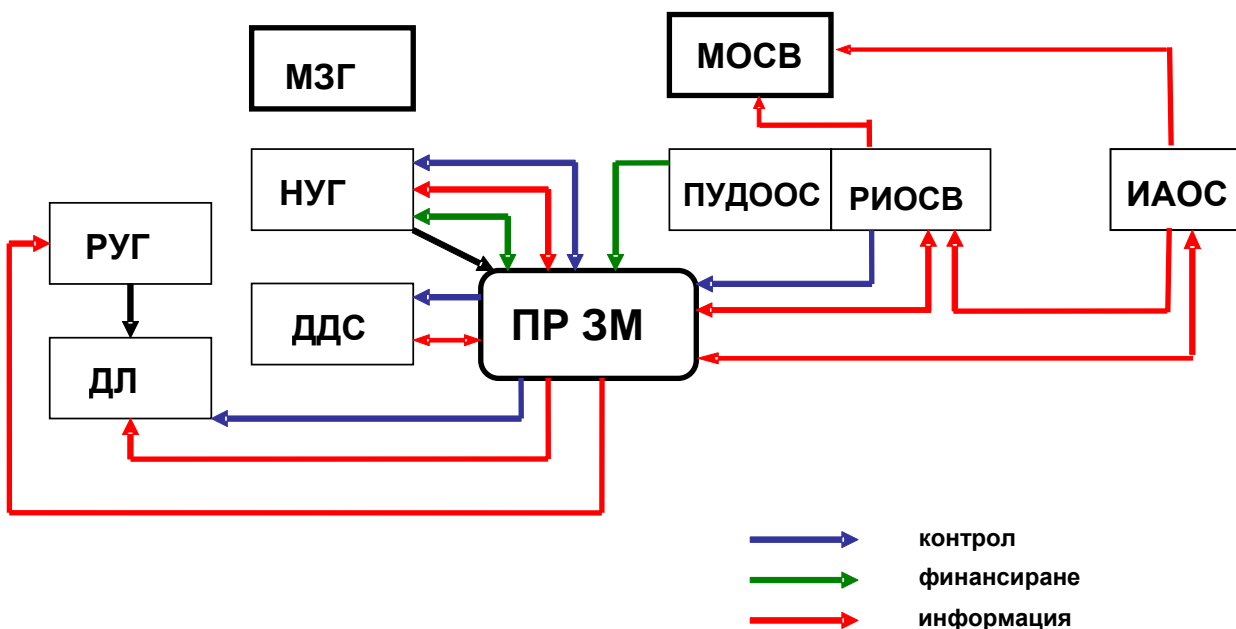 МЗГ
МОСВ
НУГ
ПУДООС
РИОСВ
ИАОС
РУГ
ДДС
ПР ЗМ
ДЛ
контрол
финансиране
информация